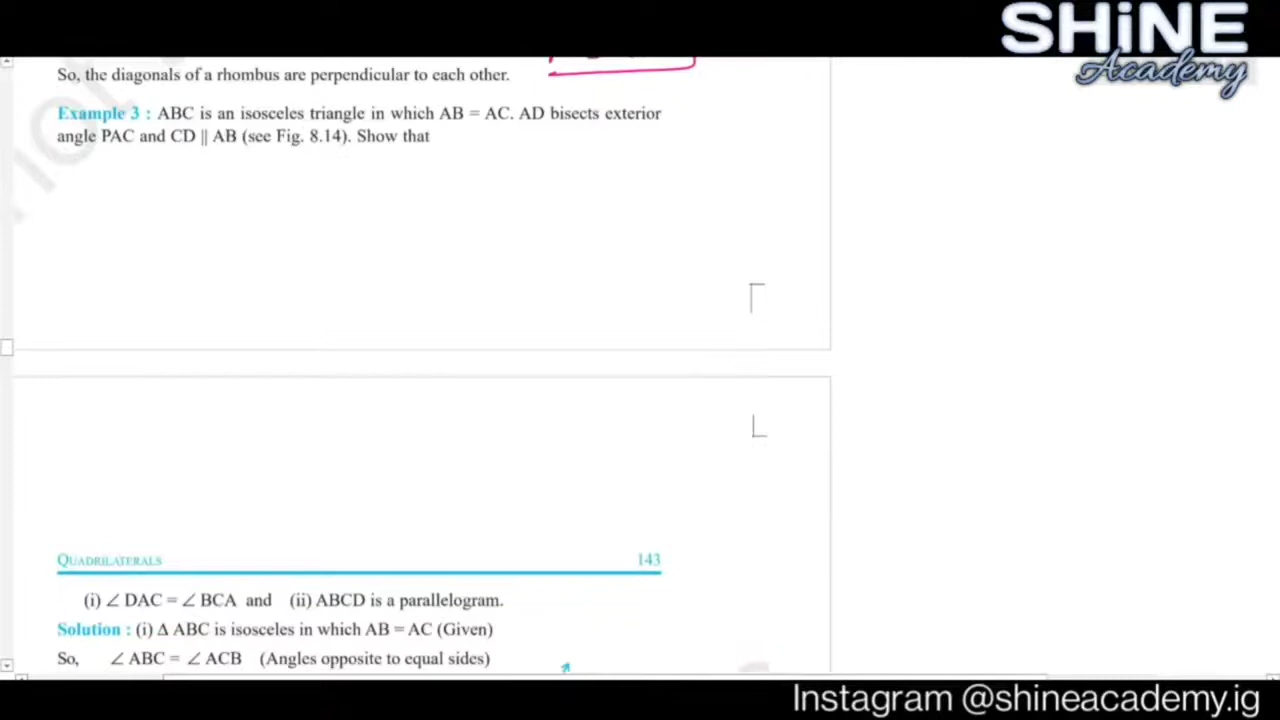 SHiNE
Academy
So, the diagonals of a rhombus are perpendicular to each other.
Example 3 : ABC is an isosceles triangle in which AB = AC. AD bisects exterior
angle PAC and CD || AB (see Fig. 8.14). Show that
QUADRILATERALS 143
(i) ∠ DAC = ∠ BCA and (ii) ABCD is a parallelogram.
Solution : (i) Δ ABC is isosceles in which AB = AC (Given)
So, ∠ ABC = ∠ ACB (Angles opposite to equal sides)
Instagram @shineacademy.ig